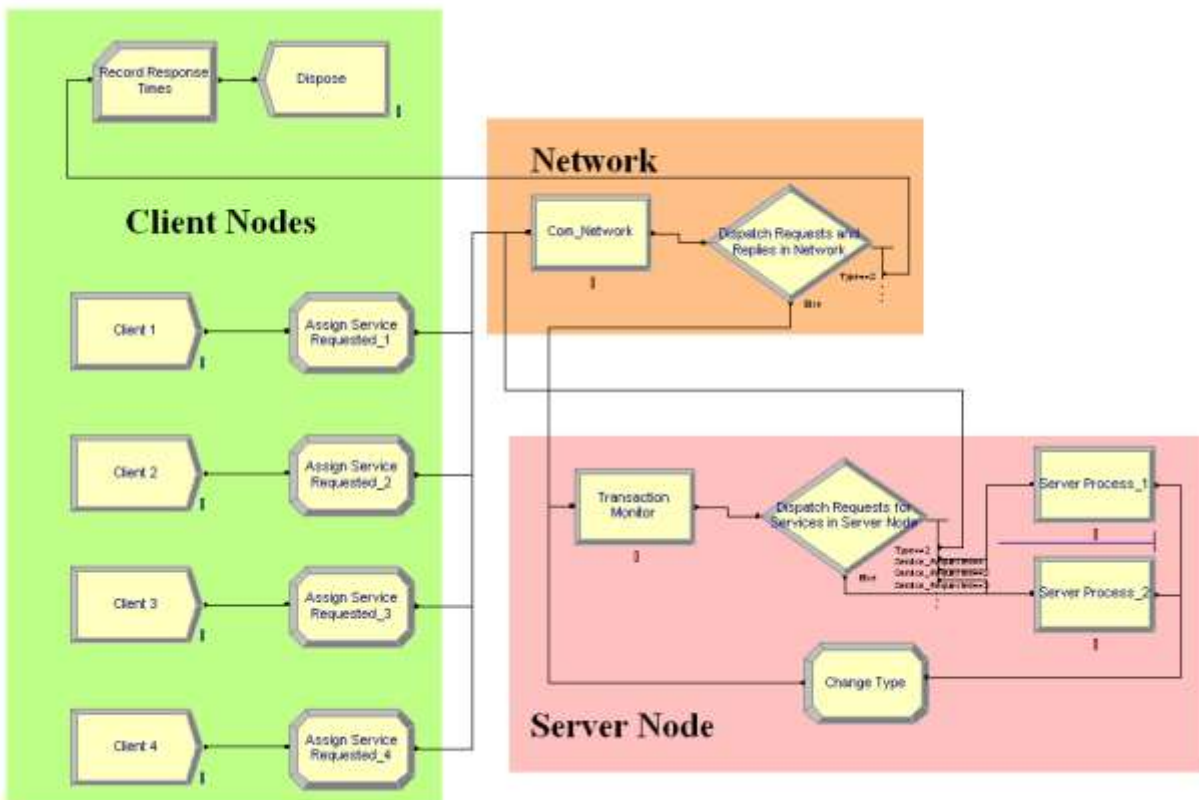 Record Response
Times
Dispose
Network
Client Nodes
Com_Network
Dispatch Requests and
Replies in Network
Type==2
Else
Client 1
Assign Service
Requested_1
Client 2
Assign Service
Requested_2
Transaction
Monitor
Dispatch Requests for
Services in Server Node
Type==2
Else
Server Process_1
Server Process_2
Client 3
Assign Service
Requested_3
Change Type
Server Node
Client 4
Assign Service
Requested_4